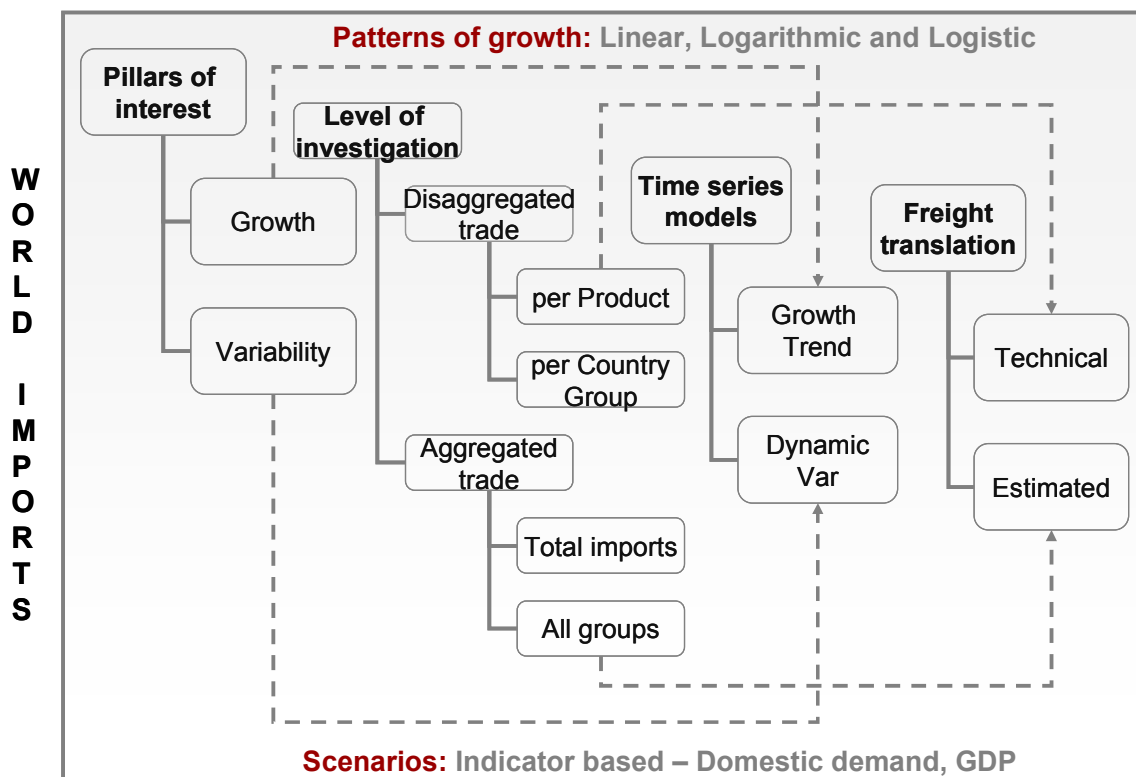 Patterns of growth: Linear, Logarithmic and Logistic
WORLD IMPORTS
Pillars of
interest
Growth
Variability
Level of
investigation
Disaggregated
trade
per Product
per Country
Group
Aggregated
trade
Total imports
All groups
Time series
models
Growth
Trend
Dynamic
Var
Freight
translation
Technical
Estimated
Scenarios: Indicator based – Domestic demand, GDP